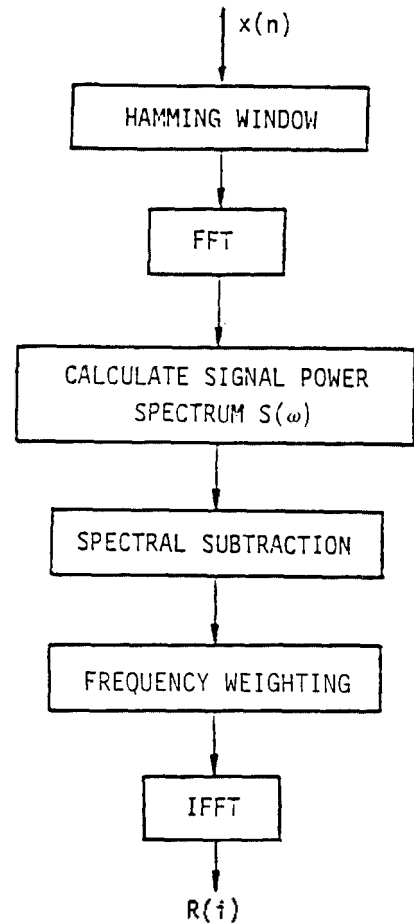 x(n)
HAMMING WINDOW
FFT
CALCULATE SIGNAL POWER
SPECTRUM S(ω)
SPECTRAL SUBTRACTION
FREQUENCY WEIGHTING
IFFT
R(i)